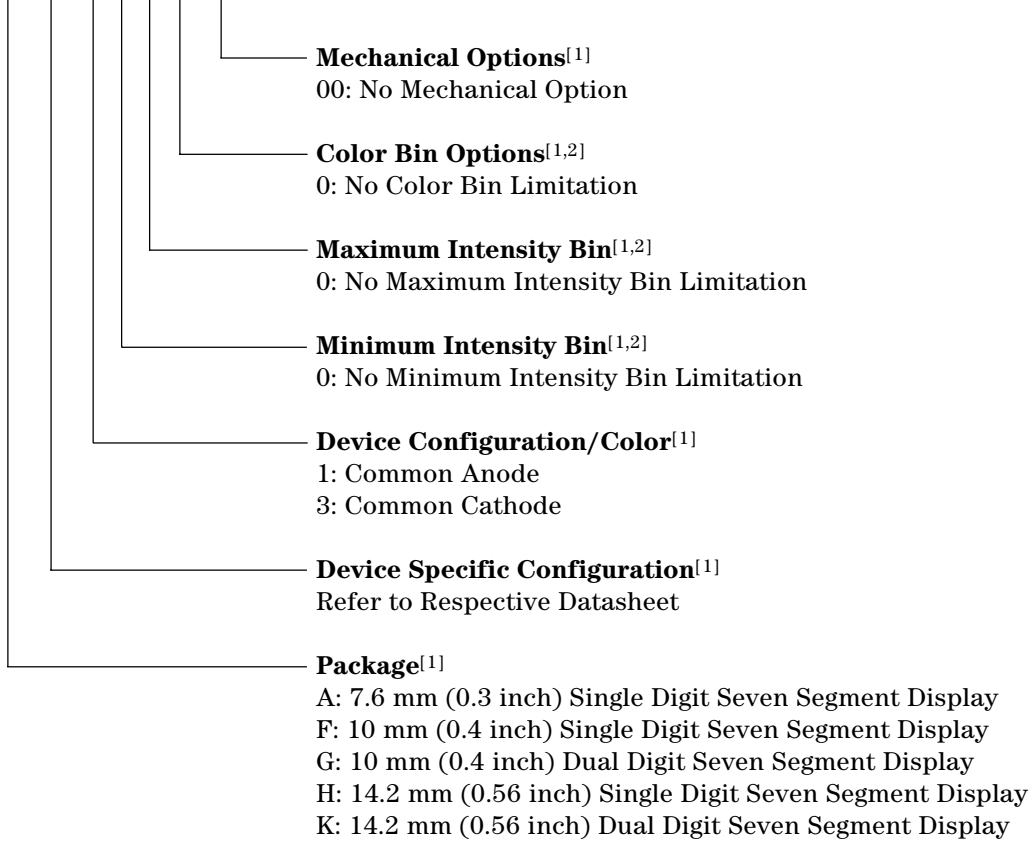 Mechanical Options[1]
00: No Mechanical Option
Color Bin Options[1,2]
0: No Color Bin Limitation
Maximum Intensity Bin[1,2]
0: No Maximum Intensity Bin Limitation
Minimum Intensity Bin[1,2]
0: No Minimum Intensity Bin Limitation
Device Configuration/Color[1]
1: Common Anode
3: Common Cathode
Device Specific Configuration[1]
Refer to Respective Datasheet
Package[1]
A: 7.6 mm (0.3 inch) Single Digit Seven Segment Display
F: 10 mm (0.4 inch) Single Digit Seven Segment Display
G: 10 mm (0.4 inch) Dual Digit Seven Segment Display
H: 14.2 mm (0.56 inch) Single Digit Seven Segment Display
K: 14.2 mm (0.56 inch) Dual Digit Seven Segment Display